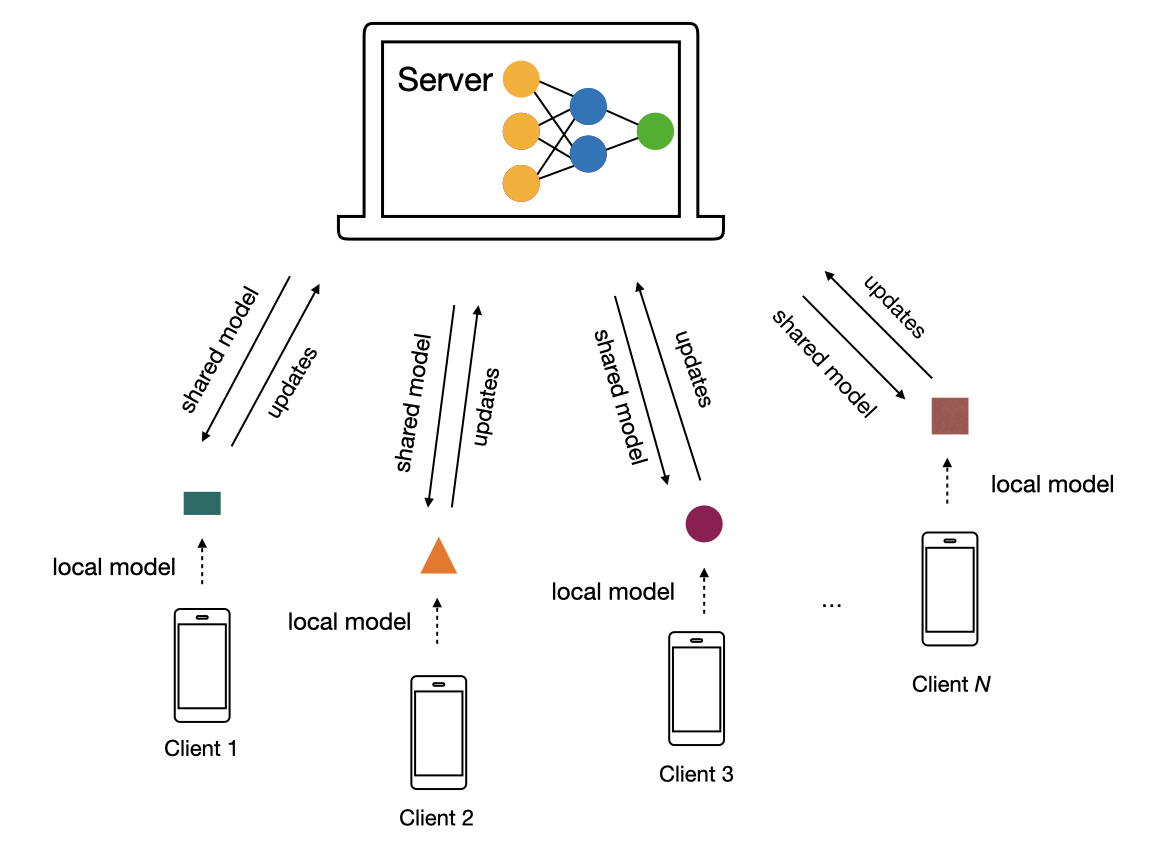 Server
shared model
updates
shared model
updates
shared model
updates
shared model
updates
local model
local model
local model
local model
...
Client 1
Client 2
Client 3
Client N